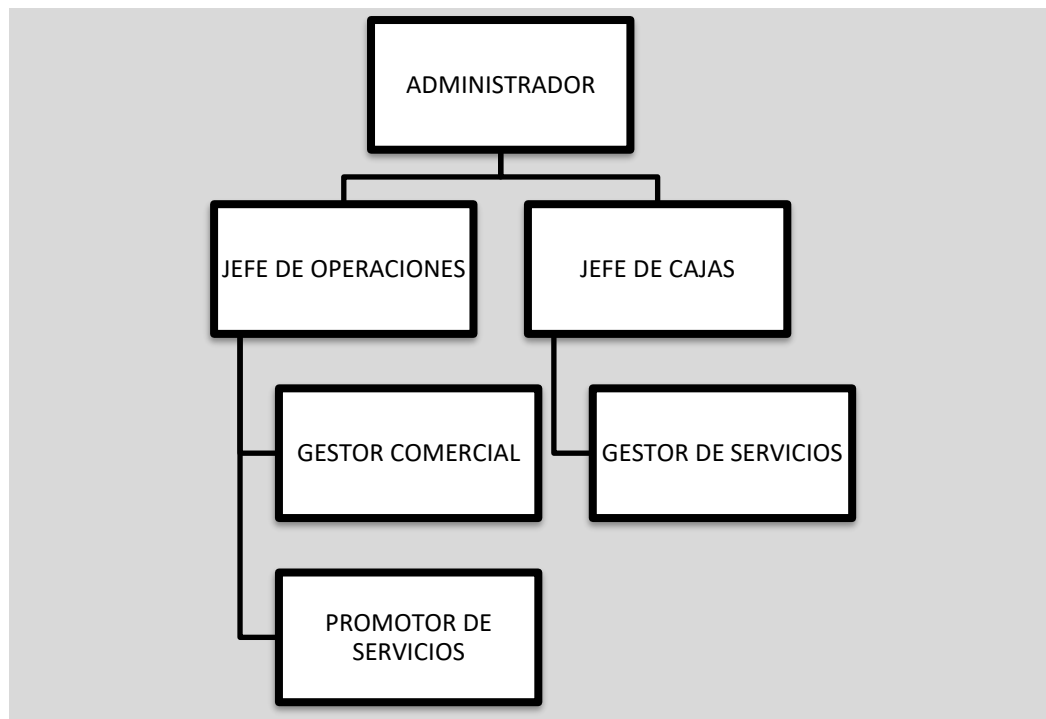 ADMINISTRADOR
JEFE DE OPERACIONES
JEFE DE CAJAS
GESTOR COMERCIAL
GESTOR DE SERVICIOS
PROMOTOR DE
SERVICIOS